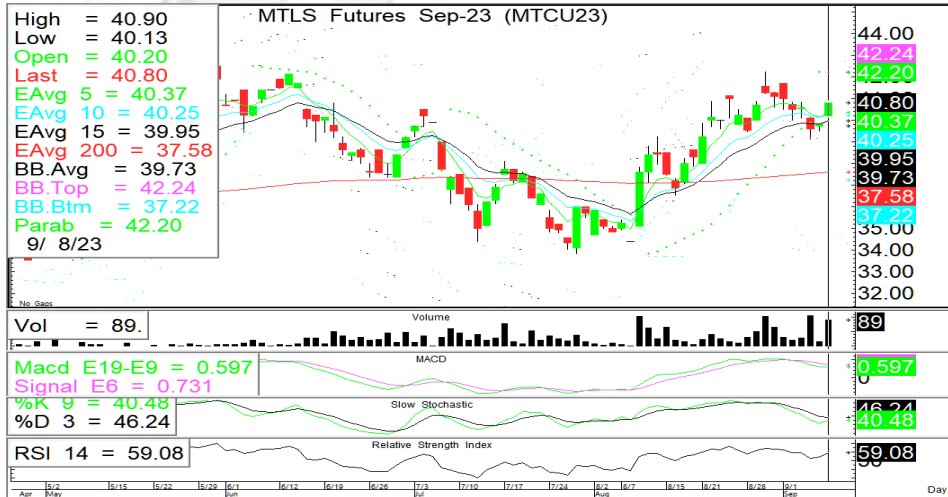 MTLS Futures Sep-23 (MTCU23)
High = 40.90
Low = 40.13
Open = 40.20
Last = 40.80
EAvg 5 = 40.37
EAvg 10 = 40.25
EAvg 15 = 39.95
EAvg 200 = 37.58
BB.Avg = 39.73
BB.Top = 42.24
BB.Btm = 37.22
Parab = 42.20
9/ 8/23
44.00
42.24
42.20
40.80
40.37
40.25
39.95
39.73
37.58
37.22
35.00
34.00
33.00
32.00
No Gaps
Volume
Vol = 89.
89
MACD
Macd E19-E9 = 0.597
Signal E6 = 0.731
0.597
0
Slow Stochastic
%K 9 = 40.48
%D 3 = 46.24
46.24
40.48
Relative Strength Index
RSI 14 = 59.08
59.08
5/2 5/15 5/22 5/29 6/1 6/12 6/19 6/26 7/3 7/10 7/17 7/24 8/2 8/7 8/14 8/21 8/28 9/1
Apr May Jun Jul Aug Sep Day